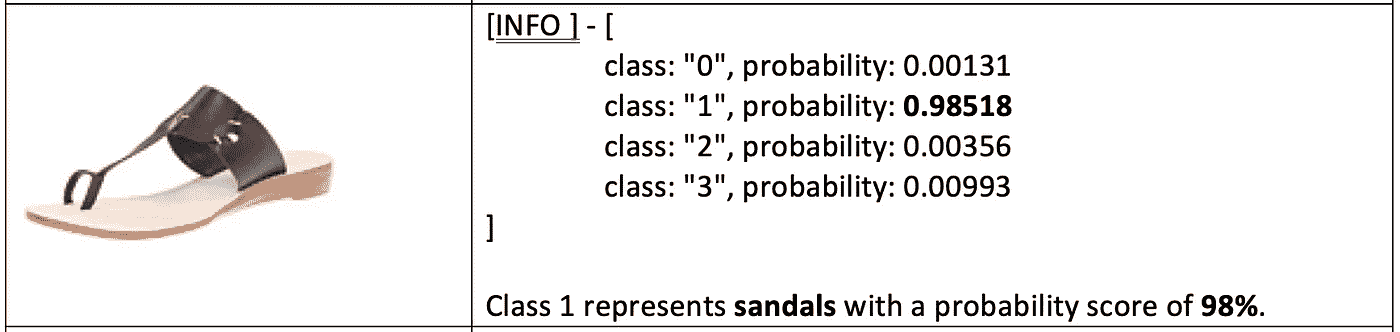 [INFO ] - [
class: "0", probability: 0.00131
class: "1", probability: 0.98518
class: "2", probability: 0.00356
class: "3", probability: 0.00993
]
Class 1 represents sandals with a probability score of 98%.